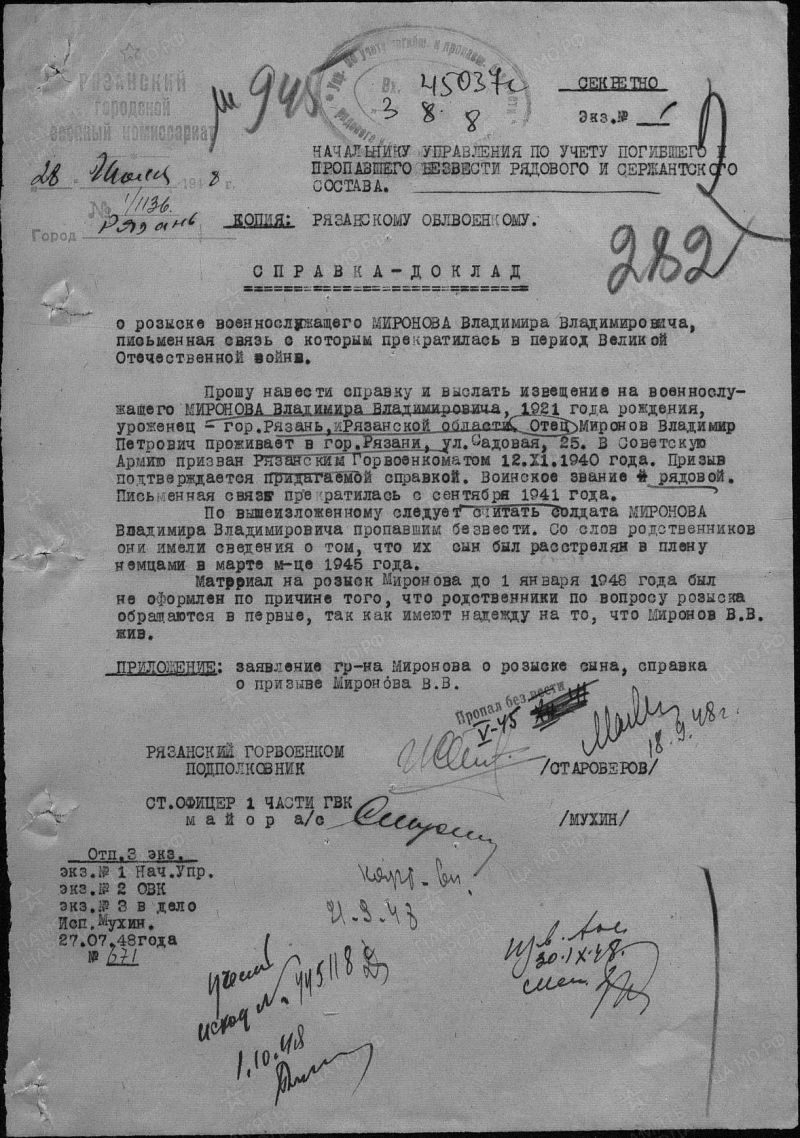 РЯЗАНСКИЙ
городской
военный комиссариат
№ 945
Вх. 45037с
3 8. 8
СЕКРЕТНО
Экз.№ 1
28 Июля 1948 г.
№ 1/1136.
Город Рязань
НАЧАЛЬНИКУ УПРАВЛЕНИЯ ПО УЧЕТУ ПОГИБШЕГО И
ПРОПАВШЕГО БЕЗВЕСТИ РЯДОВОГО И СЕРЖАНТСКОГО
СОСТАВА.
КОПИЯ: РЯЗАНСКОМУ ОБЛВОЕНКОМУ.
282
СПРАВКА-ДОКЛАД
о розыске военнослужащего МИРОНОВА Владимира Владимировича,
письменная связь с которым прекратилась в период Великой
Отечественной войны.
Прошу навести справку и выслать извещение на военнослу-
жащего МИРОНОВА Владимира Владимировича, 1921 года рождения,
уроженец - гор.Рязань, Рязанской области. Отец Миронов Владимир
Петрович проживает в гор.Рязани, ул.Садовая, 25. В Советскую
Армию призван Рязанским Горвоенкоматом 12.XI.1940 года. Призыв
подтверждается придагаемой справкой. Воинское звание - рядовой.
Письменная связь прекратилась с сентября 1941 года.
По вышеизложенному следует считать солдата МИРОНОВА
Владимира Владимировича пропавшим безвести. Со слов родственников
они имели сведения о том, что их сын был расстрелян в плену
немцами в марте м-це 1945 года.
Матрриал на розыск Миронова до 1 января 1948 года был
не оформлен по причине того, что родственники по вопросу розыска
обращаются в первые, так как имеют надежду на то, что Миронов В.В.
жив.
ПРИЛОЖЕНИЕ: заявление гр-на Миронова о розыске сына, справка
о призыве Миронова В.В.
Пропал без вести
V-45
18.9.48г.
РЯЗАНСКИЙ ГОРВОЕНКОМ
ПОДПОЛКОВНИК /СТАРОВЕРОВ/
СТ.ОФИЦЕР 1 ЧАСТИ ГВК
майор а/с /МУХИН/
Отп.3 экз.
экз.№ 1 Нач.Упр.
экз.№ 2 ОВК
экз.№ 3 в дело
Исп.Мухин.
27.07.48года
№ 671
21-9-48
30.IX.48.
исход №. 445118
1.10.48